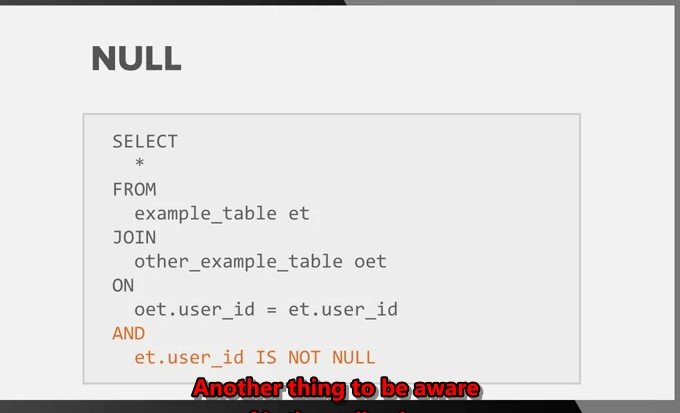 NULL
SELECT
*
FROM
example_table et
JOIN
other_example_table oet
ON
oet.user_id = et.user_id
AND
et.user_id IS NOT NULL
Another thing to be aware